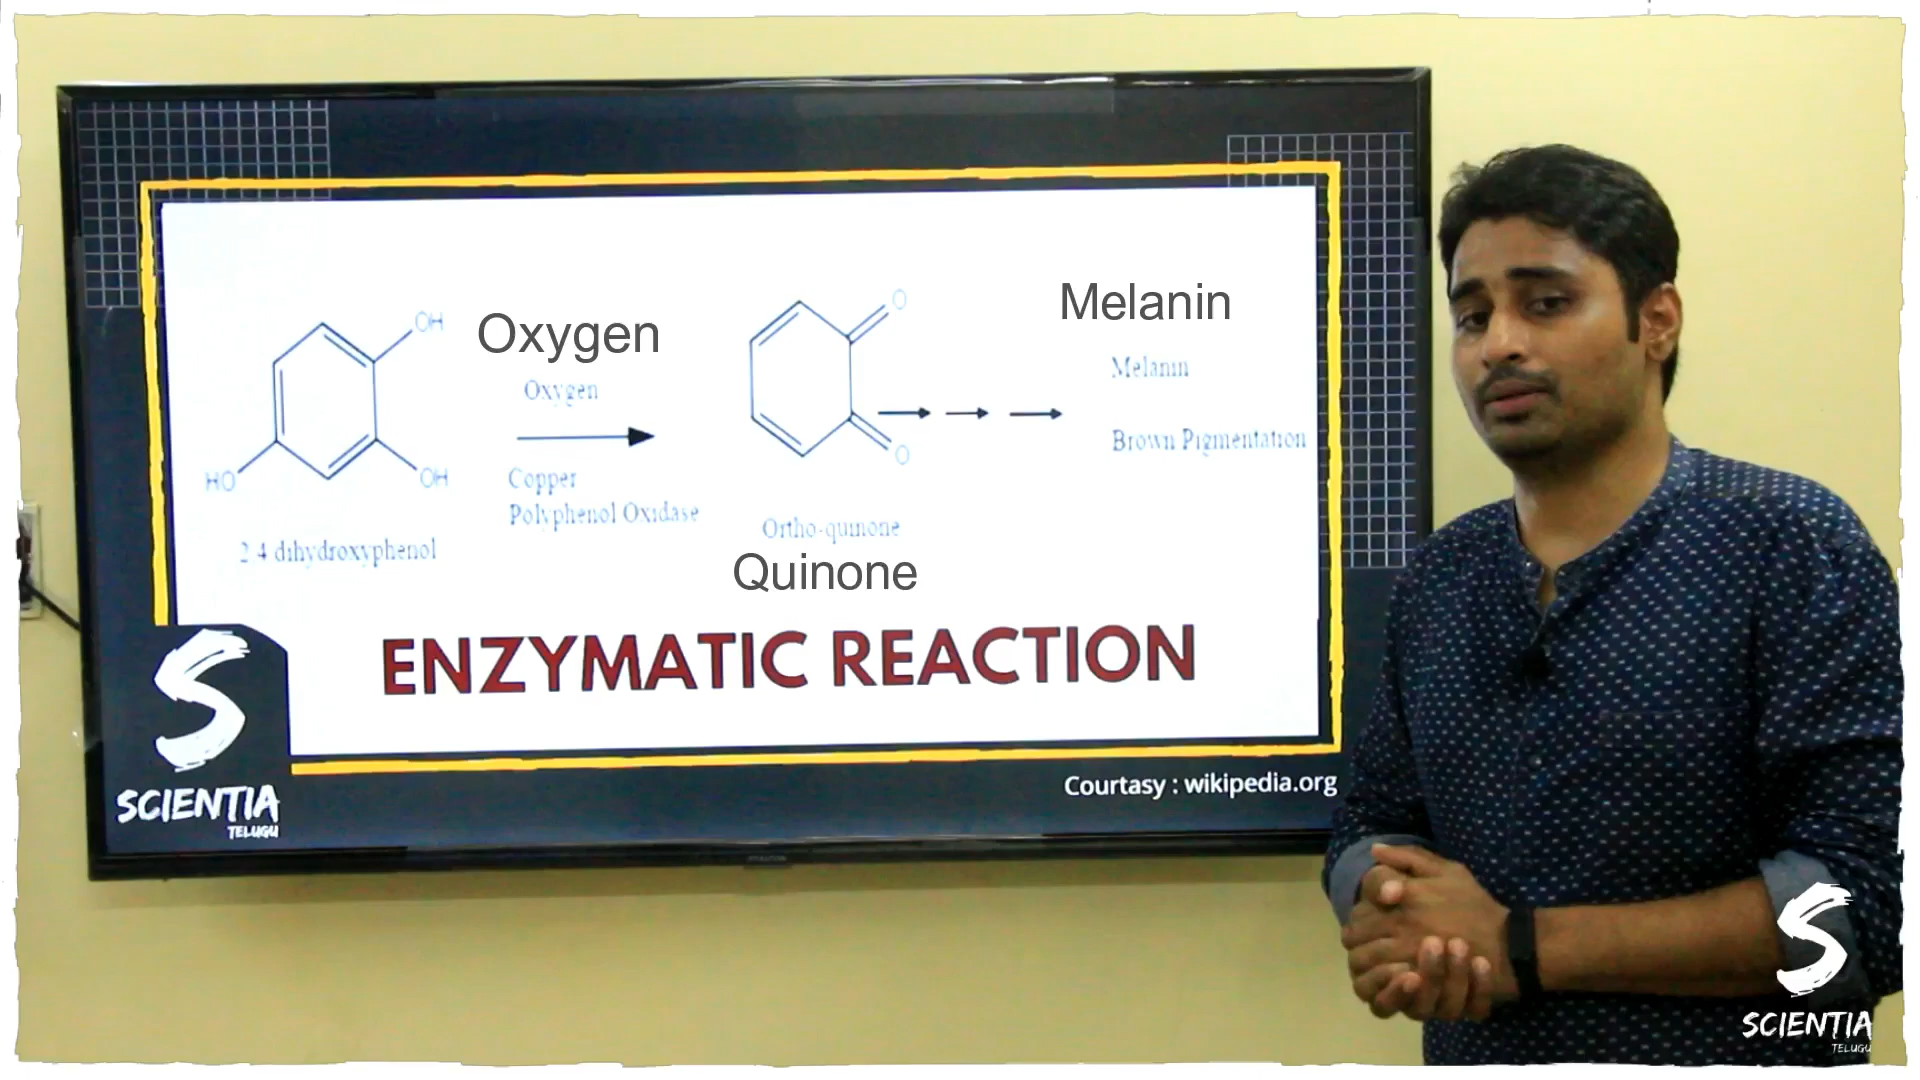 OH
Oxygen
Oxygen
HO
OH
Copper
Polyphenol Oxidase
2 4 dihydroxyphenol
O
O
Ortho-quinone
Quinone
Melanin
Melanin
Brown Pigmentation
ENZYMATIC REACTION
S
SCIENTIA
TELUGU
Courtasy : wikipedia.org
S
SCIENTIA
TELUGU